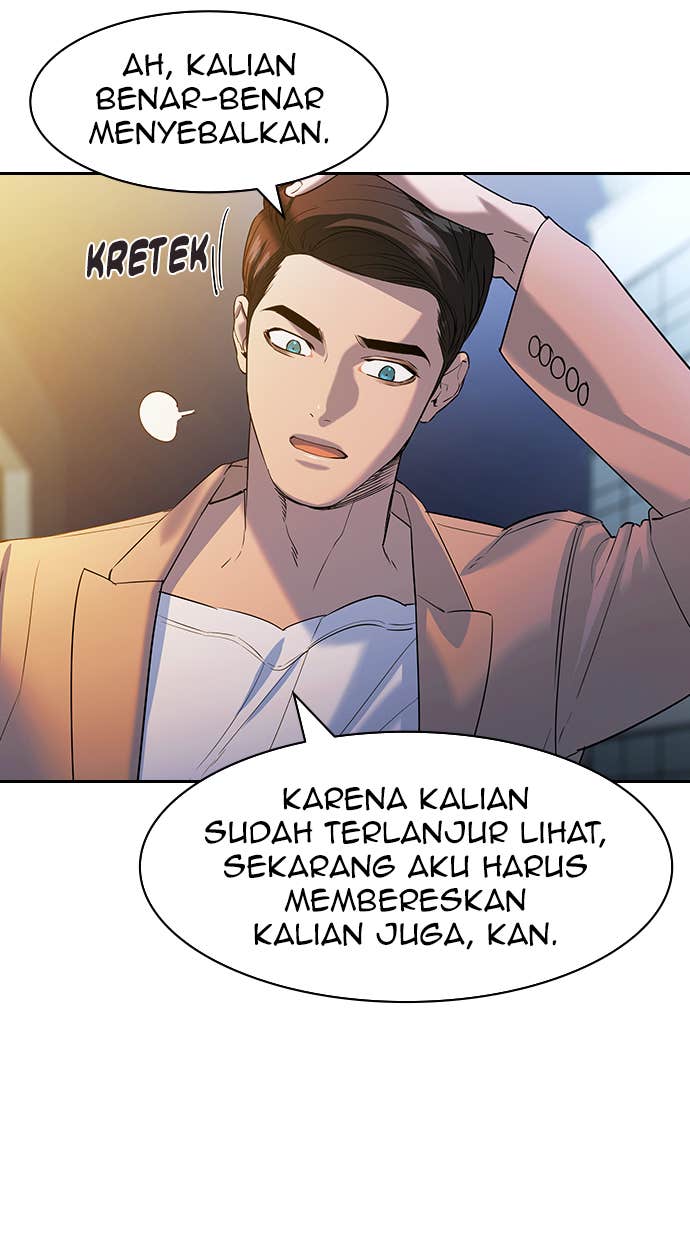 AH, KALIAN
BENAR-BENAR
MENYEBALKAN.
KRETEK
KARENA KALIAN
SUDAH TERLANJUR LIHAT,
SEKARANG AKU HARUS
MEMBERESKAN
KALIAN JUGA, KAN.